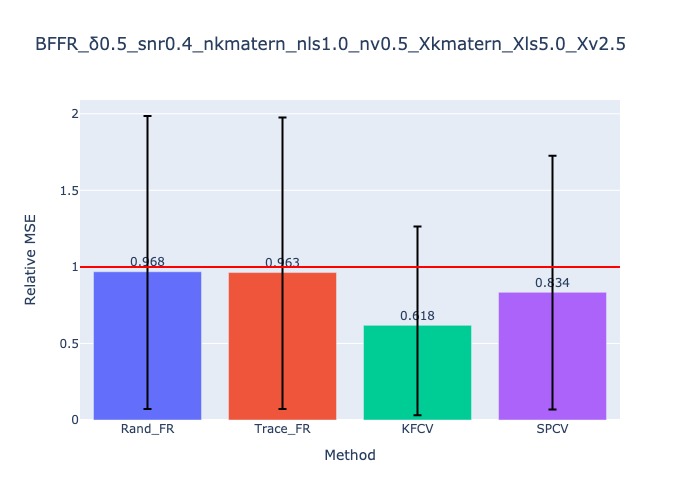 BFFR_δ0.5_snr0.4_nkmatern_nls1.0_nv0.5_Xkmatern_Xls5.0_Xv2.5
2
1.5
1
0.5
0
Relative MSE
0.968
0.963
0.618
0.834
Rand_FR
Trace_FR
KFCV
SPCV
Method